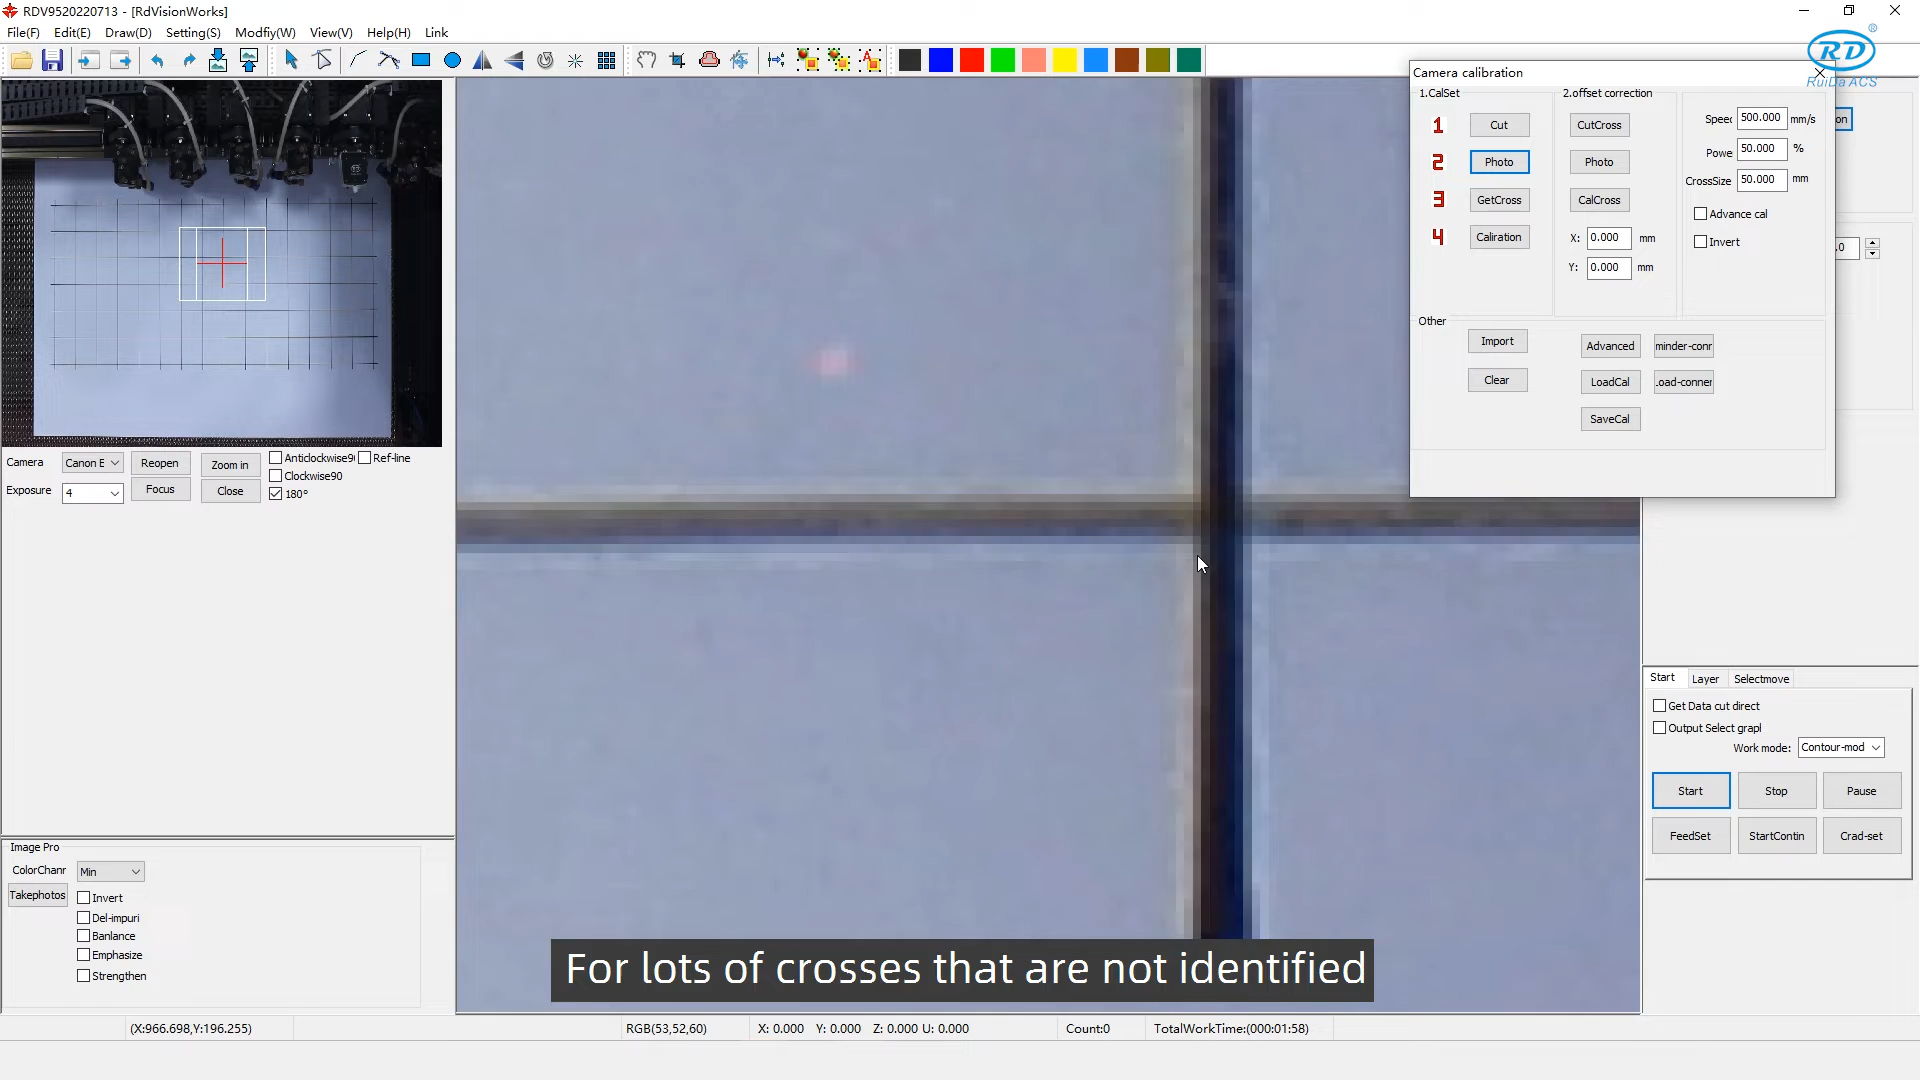 RDV9520220713 - [RdVisionWorks]
File(F) Edit(E) Draw(D) Setting(S) Modfiy(W) View(V) Help(H) Link
RD
®
RuiDa ACS
Camera calibration
1.CalSet
1 Cut
2 Photo
3 GetCross
4 Caliration
2.offset correction
CutCross
Photo
CalCross
X: 0.000 mm
Y: 0.000 mm
Speec 500.000 mm/s
Powe 50.000 %
CrossSize 50.000 mm
Advance cal
Invert
on
.0
Other
Import
Clear
Advanced minder-conr
LoadCal .oad-conner
SaveCal
Camera Canon E Reopen Zoom in Anticlockwise9( Ref-line
Clockwise90
Exposure 4 Focus Close 180°
Image Pro
ColorChanr Min
Takephotos Invert
Del-impuri
Banlance
Emphasize
Strengthen
Start Layer Selectmove
Get Data cut direct
Output Select grapl
Work mode: Contour-mod
Start Stop Pause
FeedSet StartContin Crad-set
For lots of crosses that are not identified
(X:966.698,Y:196.255) RGB(53,52,60) X: 0.000 Y: 0.000 Z: 0.000 U: 0.000 Count:0 TotalWorkTime:(000:01:58)